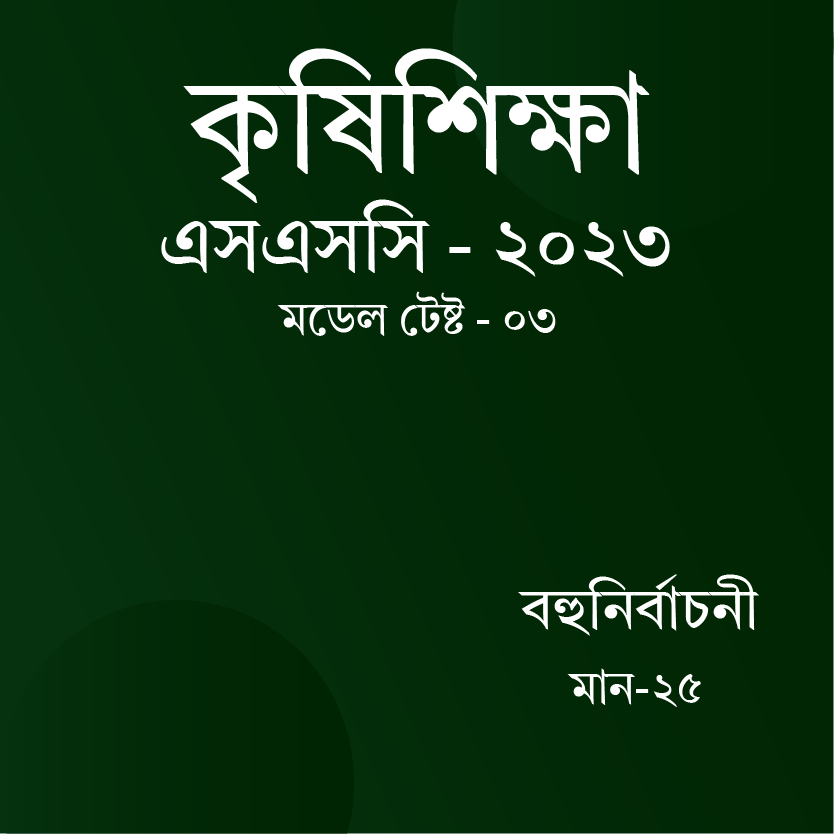 কৃষিশিক্ষা
এসএসসি - ২০২৩
মডেল টেষ্ট - ০৩
বহুনির্বাচনী
মান-২৫